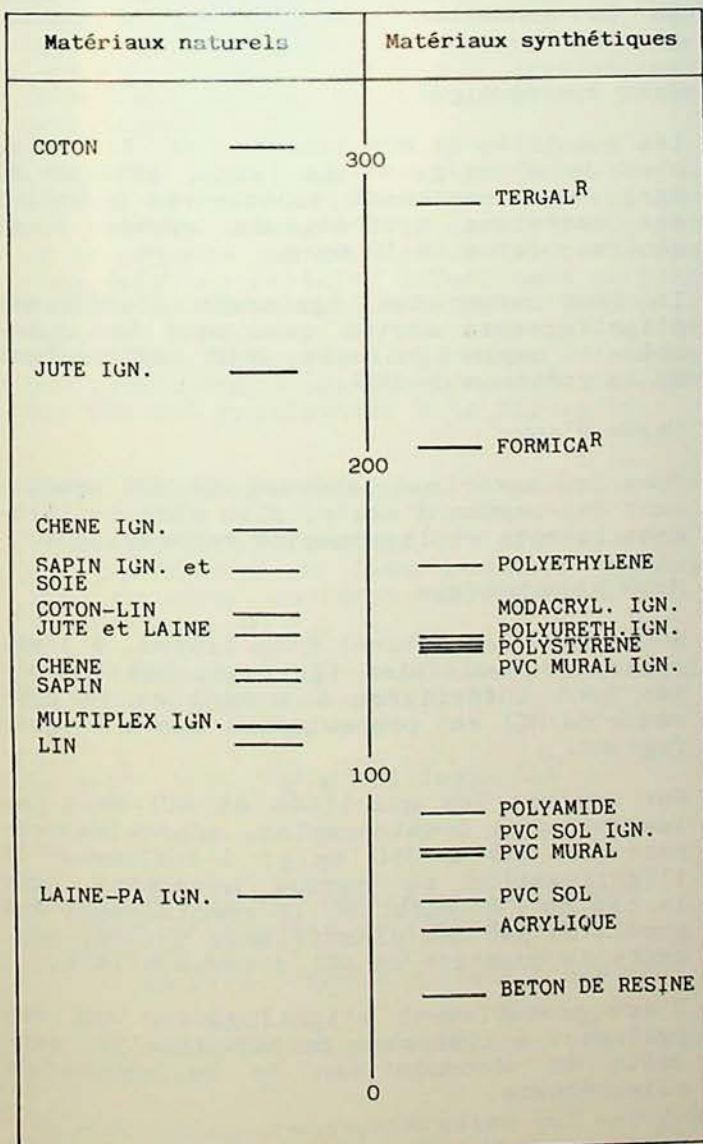 Matériaux naturels
Matériaux synthétiques
COTON
300
TERGALR
JUTE IGN.
FORMICAR
200
CHENE IGN.
SAPIN IGN. et
SOIE
POLYETHYLENE
COTON-LIN
MODACRYL. IGN.
JUTE et LAINE
POLYURETH.IGN.
POLYSTYRENE
CHENE
PVC MURAL IGN.
SAPIN
MULTIPLEX IGN.
LIN
100
POLYAMIDE
PVC SOL IGN.
PVC MURAL
LAINE-PA IGN.
PVC SOL
ACRYLIQUE
BETON DE RESINE
0